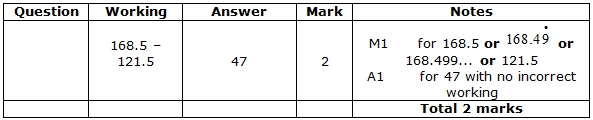 Question Working Answer Mark Notes
168.5 – 121.5 47 2 M1 for 168.5 or 168.49̇ or 168.499... or 121.5
A1 for 47 with no incorrect working
Total 2 marks